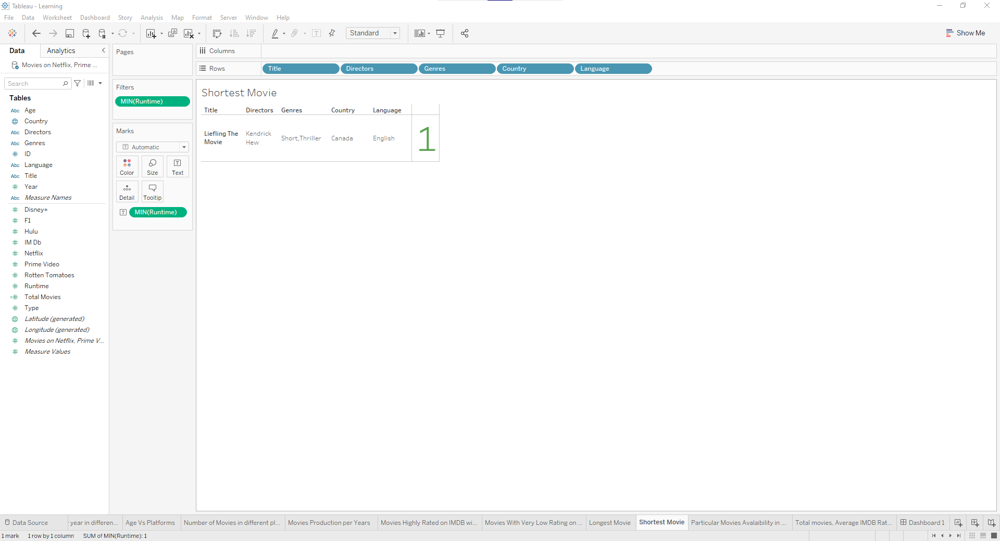 Tableau - Learning
File Data Worksheet Dashboard Story Analysis Map Format Server Window Help
Standard
Show Me
Data Analytics
Movies on Netflix, Prime ...
Search
Tables
Abc Age
Country
Abc Directors
Abc Genres
ID
Abc Language
Abc Title
Year
Abc Measure Names
Disney+
F1
Hulu
IM Db
Netflix
Prime Video
Rotten Tomatoes
Runtime
Total Movies
Type
Latitude (generated)
Longitude (generated)
Movies on Netflix, Prime V...
Measure Values
Pages
Filters
MIN(Runtime)
Marks
Automatic
Color Size Text
Detail Tooltip
MIN(Runtime)
Columns
Rows Title Directors Genres Country Language
Shortest Movie
Title Directors Genres Country Language
Liefling The Movie
Kendrick Hew
Short,Thriller
Canada
English
1
Data Source
year in differen... Age Vs Platforms Number of Movies in different pl... Movies Production per Years Movies Highly Rated on IMDB wi... Movies With Very Low Rating on ... Longest Movie Shortest Movie Particular Movies Avalaibility in ... Total movies, Average IMDB Rat... Dashboard 1
1 mark 1 row by 1 column SUM of MIN(Runtime): 1